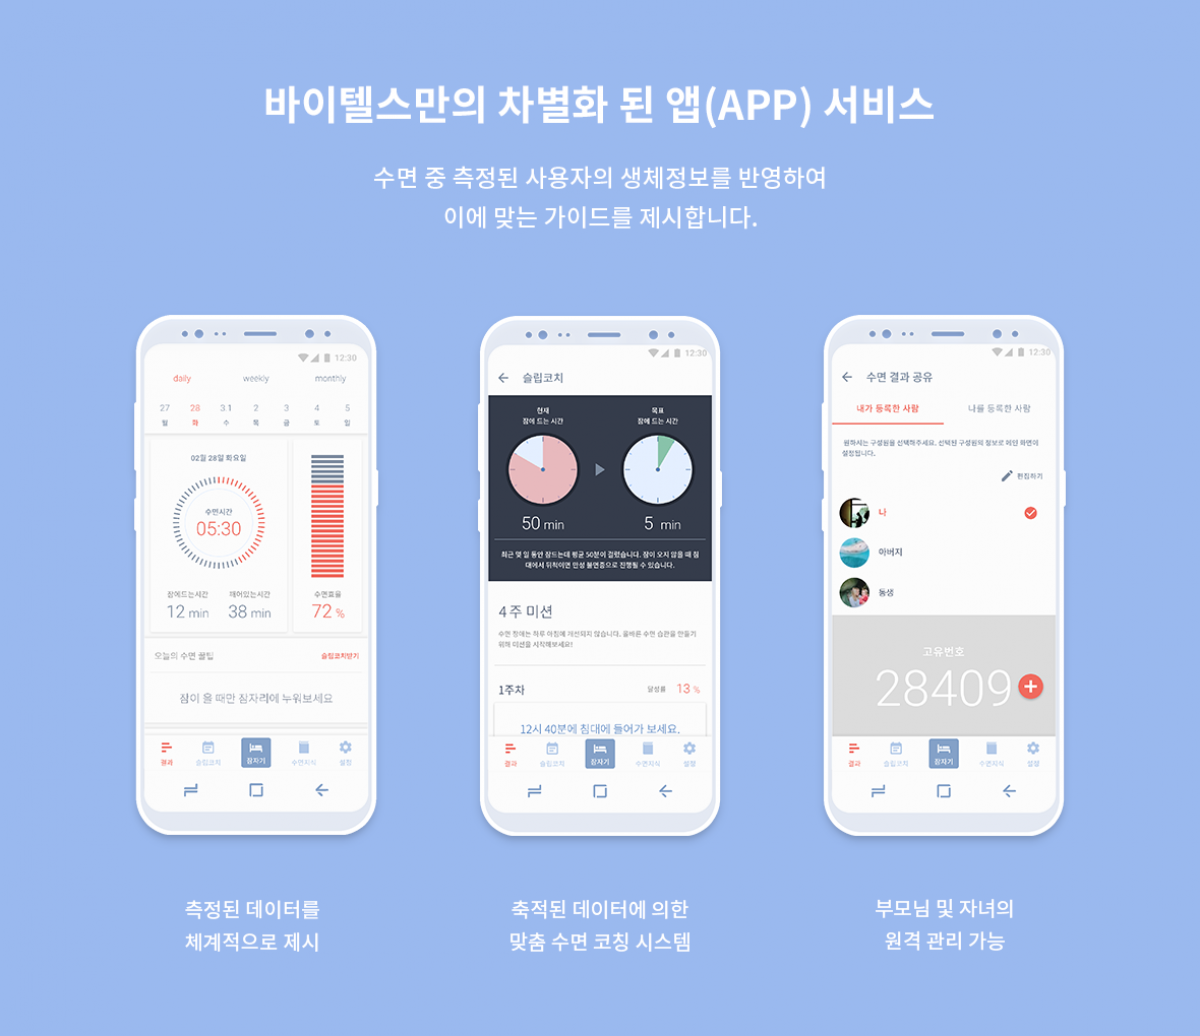 바이텔스만의 차별화 된 앱(APP) 서비스
수면 중 측정된 사용자의 생체정보를 반영하여
이에 맞는 가이드를 제시합니다.
12:30
daily weekly monthly
27 28 31 2 3 4 5
월 화 수 목 금 토 일
02월 28일 화요일
수면시간
05:30
잠에드는시간 깨어있는시간 수면효율
12 min 38 min 72 %
오늘의 수면 꿀팁 슬립코치받기
잠이 올 때만 잠자리에 누워보세요
결과 슬립코치 잠자기 수면지식 설정
12:30
슬립코치
현재 목표
잠에 드는 시간 잠에 드는 시간
50 min 5 min
최근 몇 일 동안 잠드는데 평균 50분이 걸렸습니다. 잠이 오지 않을 때 침
대에서 뒤척이면 만성 불면증으로 진행될 수 있습니다.
4주 미션
수면 장애는 하루 아침에 개선되지 않습니다. 올바른 수면 습관을 만들기
위해 미션을 시작해보세요!
1주차 달성률 13 %
12시 40분에 침대에 들어가 보세요.
결과 슬립코치 잠자기 수면지식 설정
12:30
수면 결과 공유
내가 등록한 사람 나를 등록한 사람
원하시는 구성원을 선택해주세요. 선택된 구성원의 정보로 메인 화면이
설정됩니다.
편집하기
나
아버지
동생
고유번호
28409
결과 슬립코치 잠자기 수면지식 설정
측정된 데이터를
체계적으로 제시
축적된 데이터에 의한
맞춤 수면 코칭 시스템
부모님 및 자녀의
원격 관리 가능